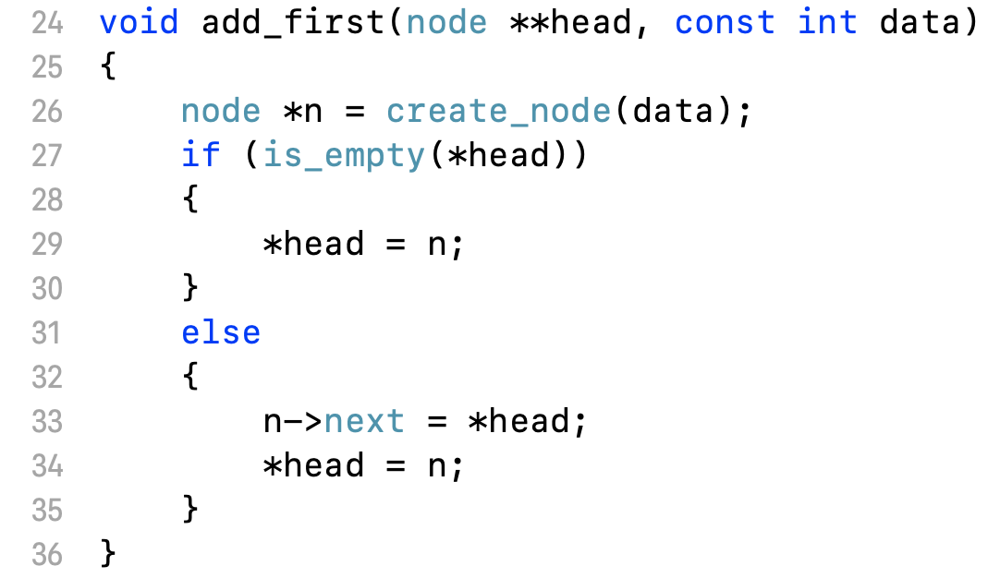 24 void add_first(node **head, const int data)
25 {
26     node *n = create_node(data);
27     if (is_empty(*head))
28     {
29         *head = n;
30     }
31     else
32     {
33         n->next = *head;
34         *head = n;
35     }
36 }